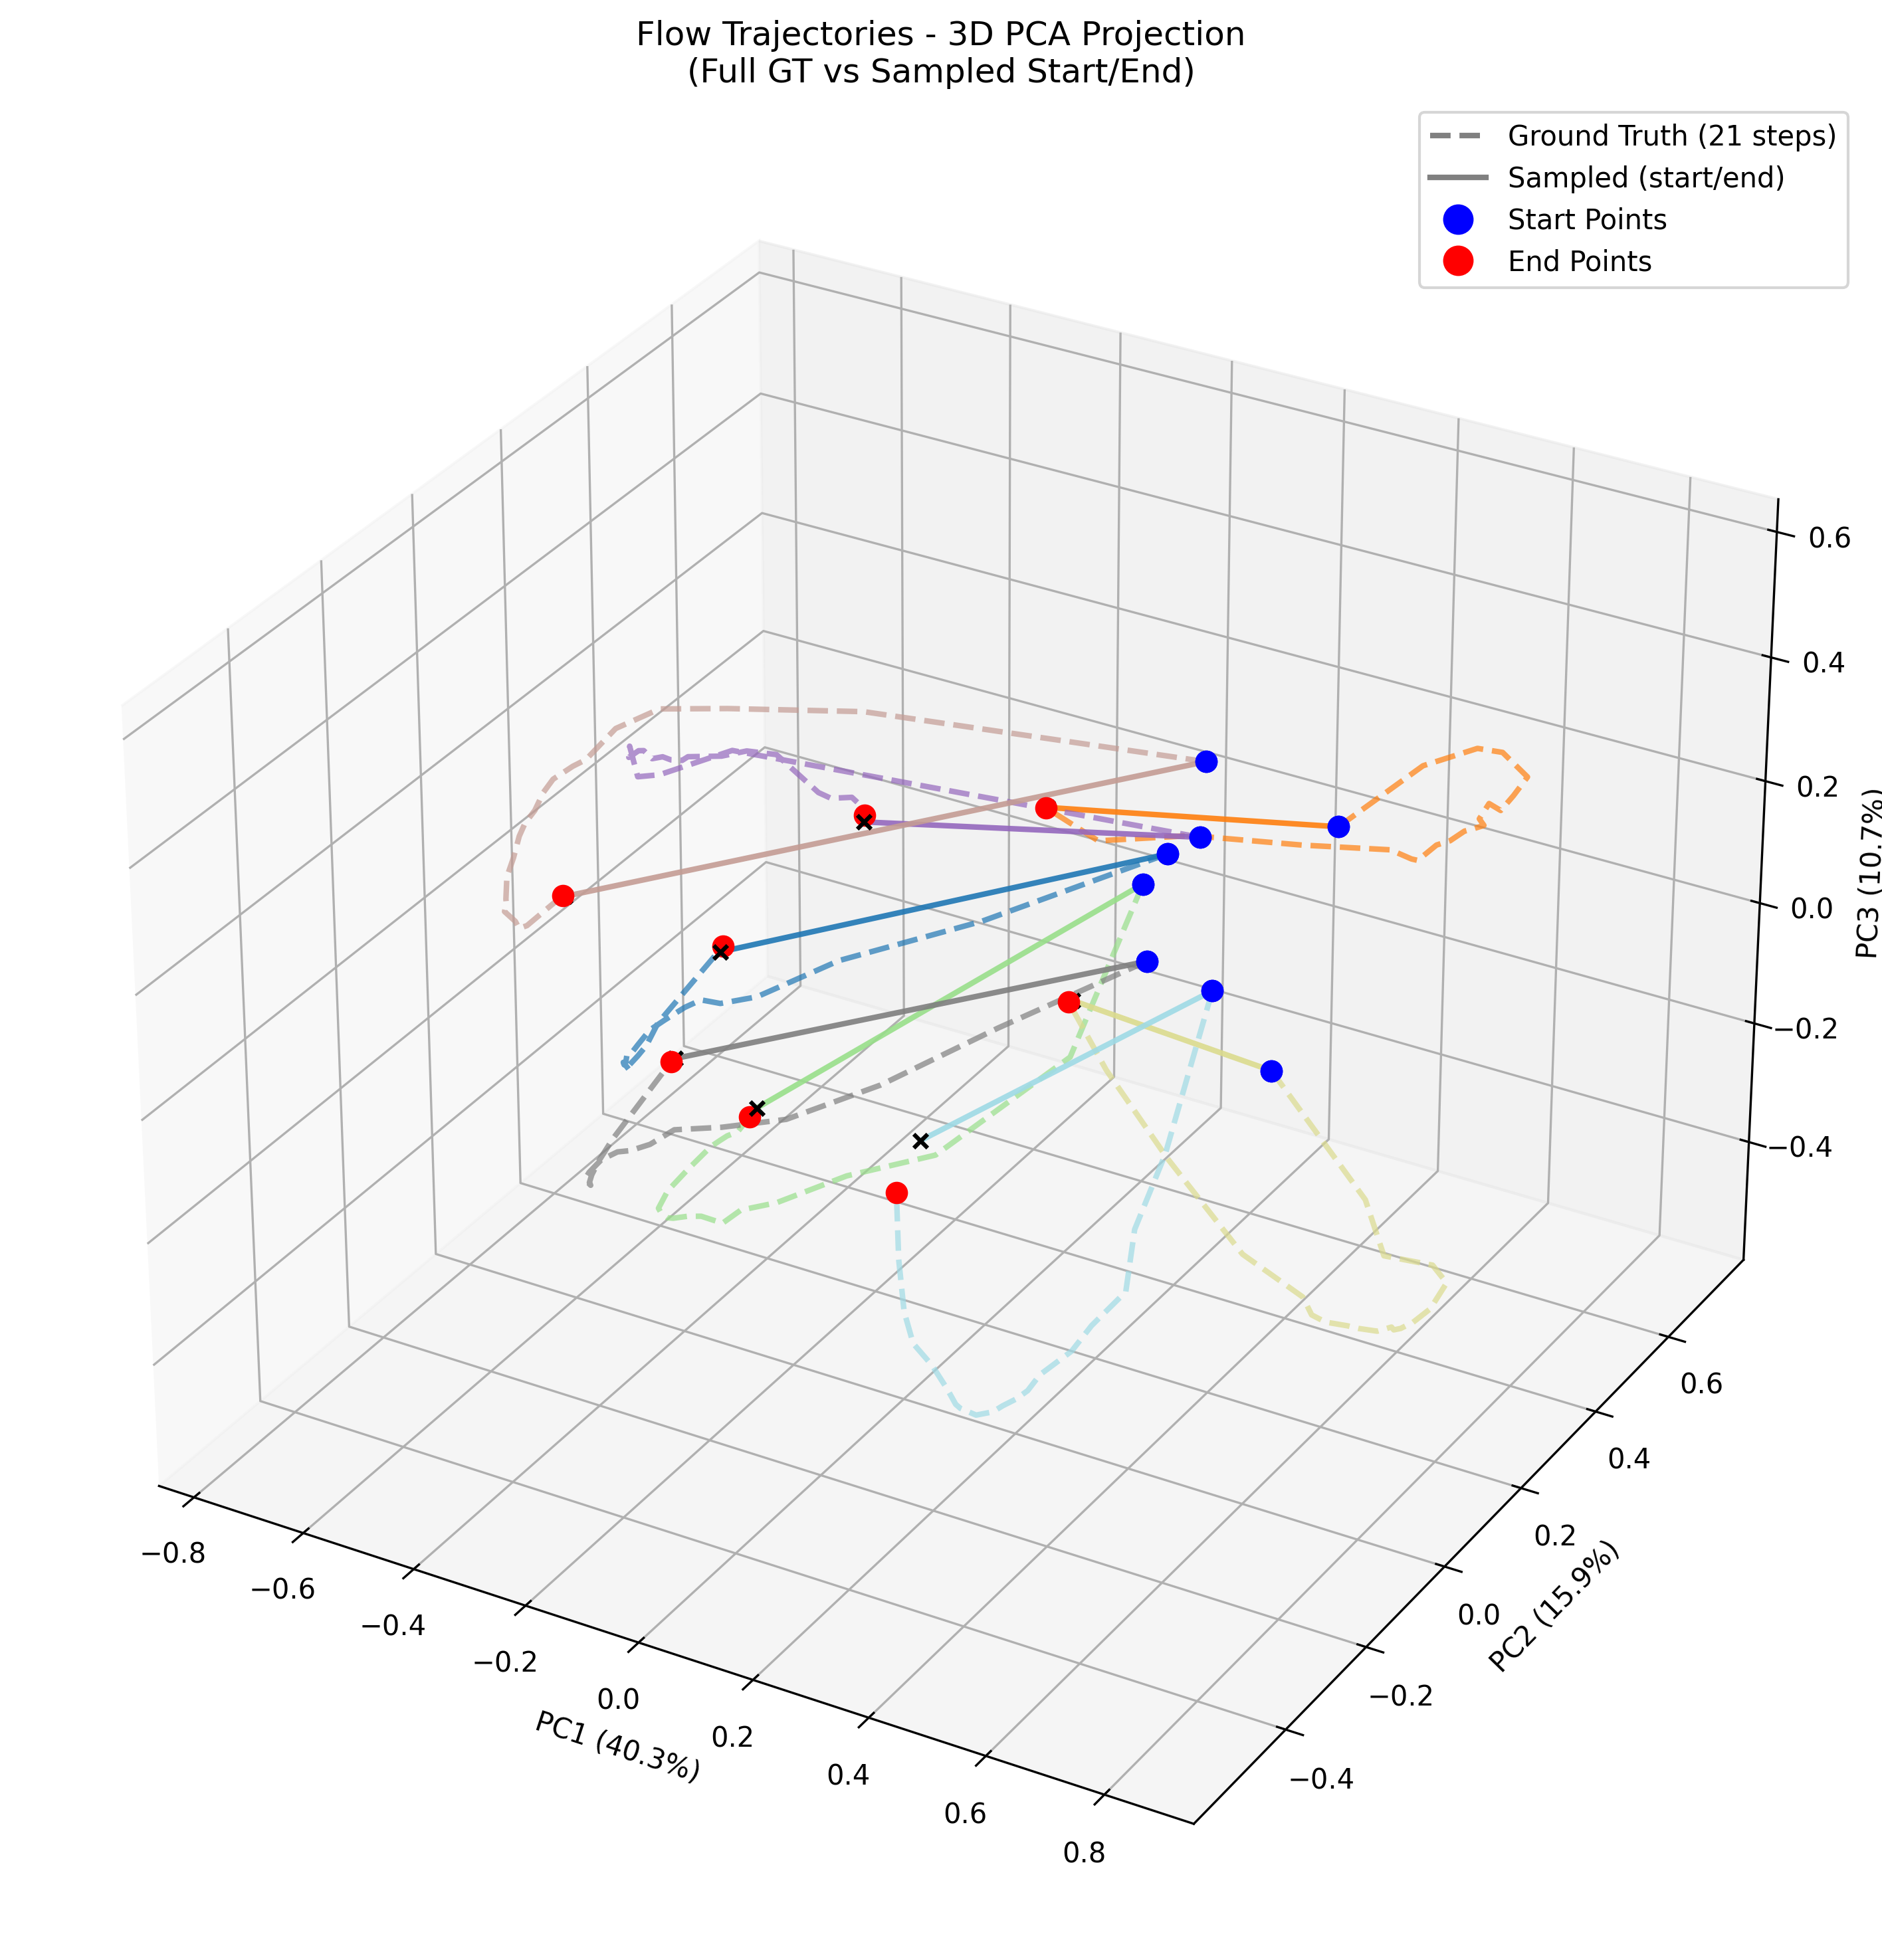 Flow Trajectories - 3D PCA Projection
(Full GT vs Sampled Start/End)
Ground Truth (21 steps)
Sampled (start/end)
Start Points
End Points
0.6
0.4
0.2
0.0
−0.2
−0.4
PC3 (10.7%)
0.6
0.4
0.2
0.0
−0.2
−0.4
PC2 (15.9%)
−0.8
−0.6
−0.4
−0.2
0.0
0.2
0.4
0.6
0.8
PC1 (40.3%)